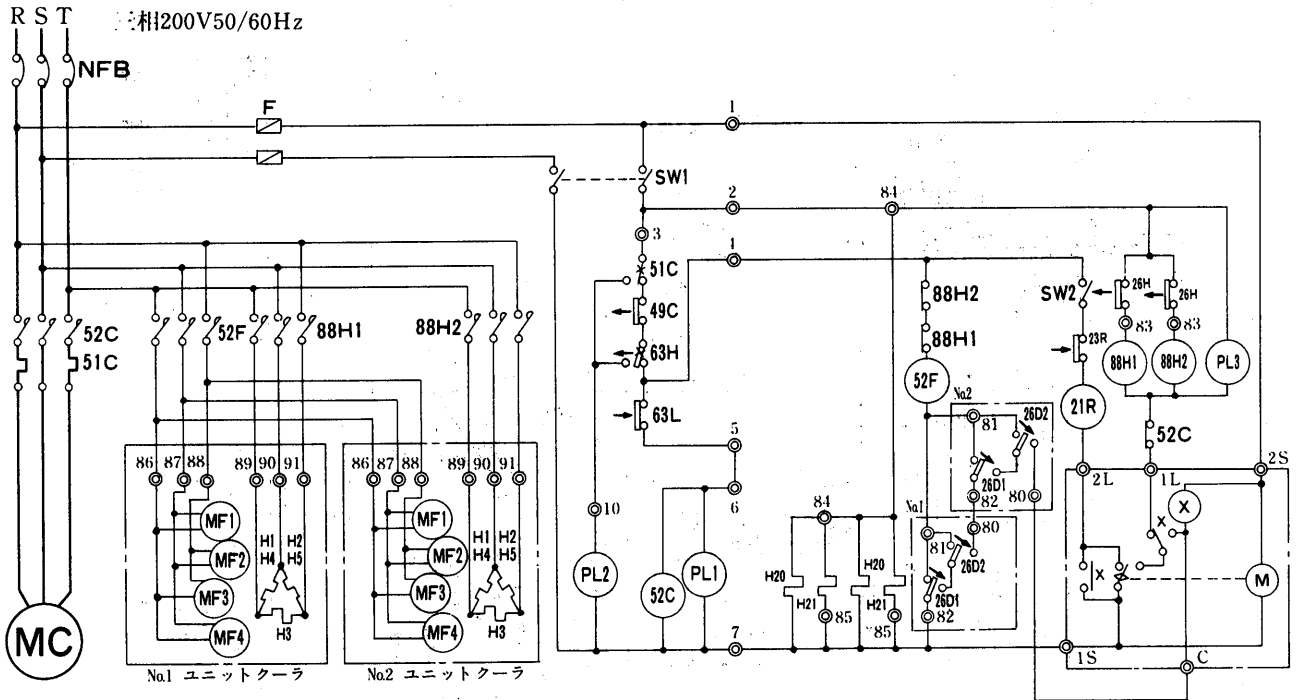 R S T
三相200V50/60Hz
NFB
F
1
SW1
2
84
3
1
51C
49C
63H
63L
5
6
10
PL2
52C
PL1
7
88H2
88H1
52F
SW2
23R
21R
26H
26H
83
83
88H1
88H2
PL3
52C
52C
51C
52F
88H1
88H2
86 87 88 89 90 91
MF1
MF2
MF3
MF4
H1
H4
H2
H5
H3
No.1 ユニットクーラ
86 87 88 89 90 91
MF1
MF2
MF3
MF4
H1
H4
H2
H5
H3
No.2 ユニットクーラ
84
H20
H21
85
H20
H21
85
No.2
81
26D2
26D1
82
80
No.1
81
80
26D2
26D1
82
2L
1L
2S
X
X
X
M
1S
C
MC